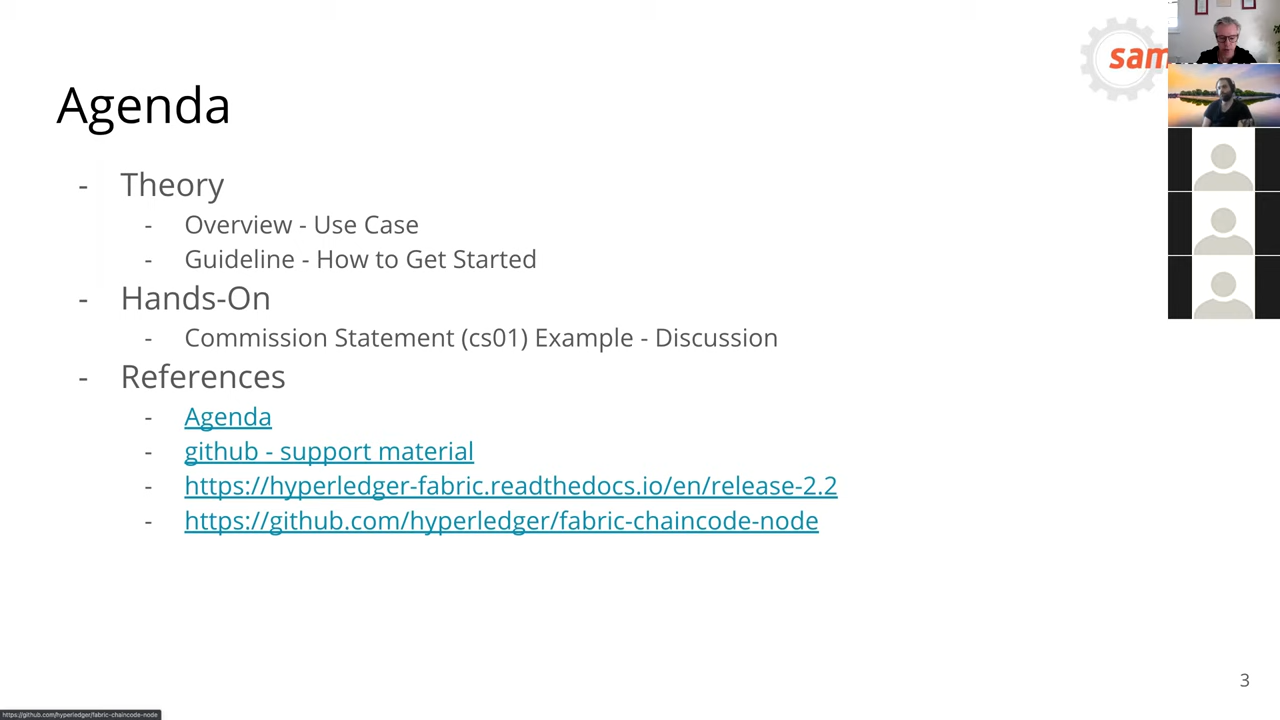 Agenda
sam
- Theory
- Overview - Use Case
- Guideline - How to Get Started
- Hands-On
- Commission Statement (cs01) Example - Discussion
- References
- Agenda
- github - support material
- https://hyperledger-fabric.readthedocs.io/en/release-2.2
- https://github.com/hyperledger/fabric-chaincode-node
3
https://github.com/hyperledger/fabric-chaincode-node